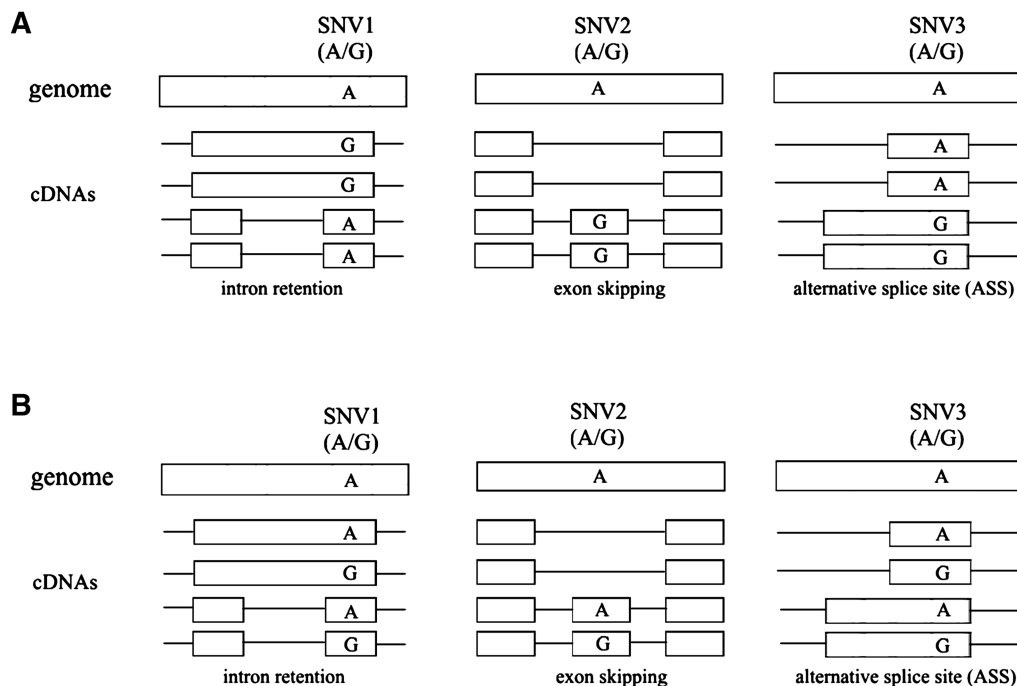 A
SNV1 SNV2 SNV3
(A/G) (A/G) (A/G)
genome A A A
G A
cDNAs G A
A G G
A G G
intron retention exon skipping alternative splice site (ASS)
B
SNV1 SNV2 SNV3
(A/G) (A/G) (A/G)
genome A A A
A A
cDNAs G G
A A A
G G G
intron retention exon skipping alternative splice site (ASS)